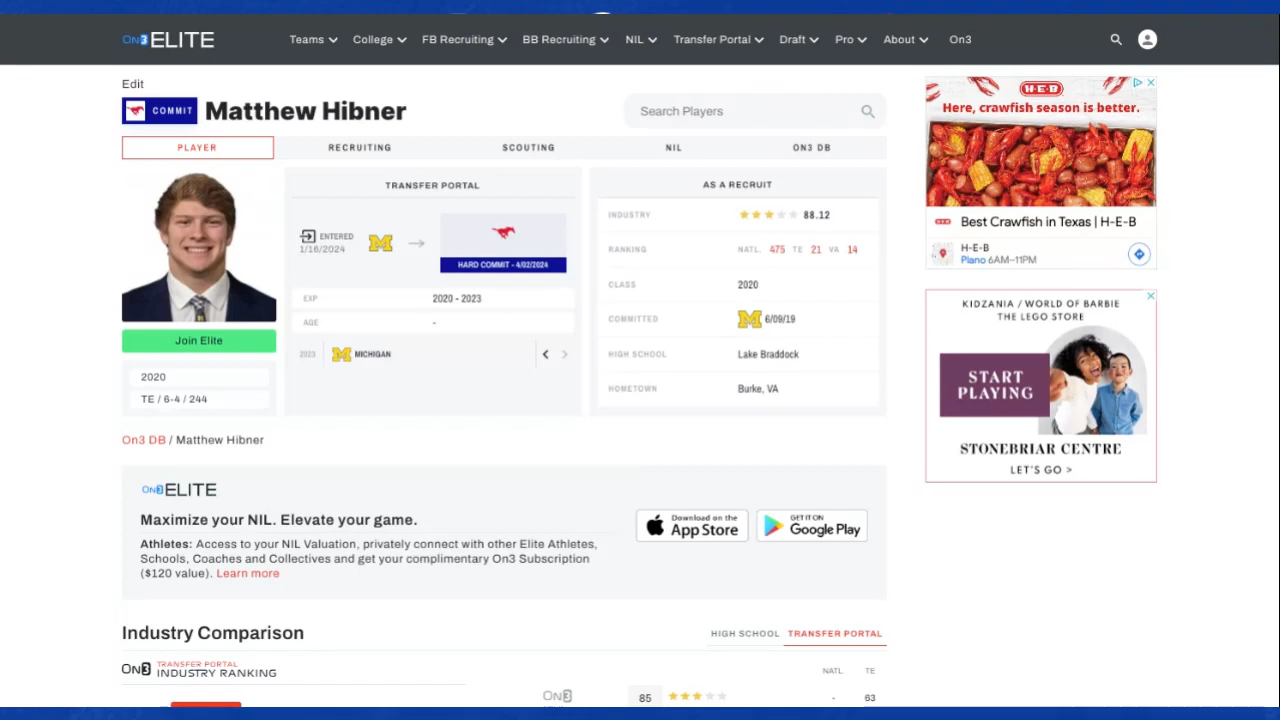 On3 ELITE
Teams College FB Recruiting BB Recruiting NIL Transfer Portal Draft Pro About On3
Edit
COMMIT Matthew Hibner
Search Players
PLAYER RECRUITING SCOUTING NIL ON3 DB
TRANSFER PORTAL
ENTERED
1/16/2024
M
HARD COMMIT - 4/02/2024
EXP 2020 - 2023
AGE -
2023 M MICHIGAN
AS A RECRUIT
INDUSTRY 88.12
RANKING NATL. 475 TE 21 VA 14
CLASS 2020
COMMITTED M 6/09/19
HIGH SCHOOL Lake Braddock
HOMETOWN Burke, VA
Join Elite
2020
TE / 6-4 / 244
On3 DB / Matthew Hibner
On3 ELITE
Maximize your NIL. Elevate your game.
Athletes: Access to your NIL Valuation, privately connect with other Elite Athletes,
Schools, Coaches and Collectives and get your complimentary On3 Subscription
($120 value). Learn more
Download on the
App Store
GET IT ON
Google Play
Industry Comparison
HIGH SCHOOL TRANSFER PORTAL
On3 TRANSFER PORTAL
INDUSTRY RANKING
NATL. TE
On3 85 - 63
H-E-B
Here, crawfish season is better.
H-E-B Best Crawfish in Texas | H-E-B
H-E-B
Plano 6AM–11PM
KIDZANIA / WORLD OF BARBIE
THE LEGO STORE
START
PLAYING
STONEBRIAR CENTRE
LET'S GO >